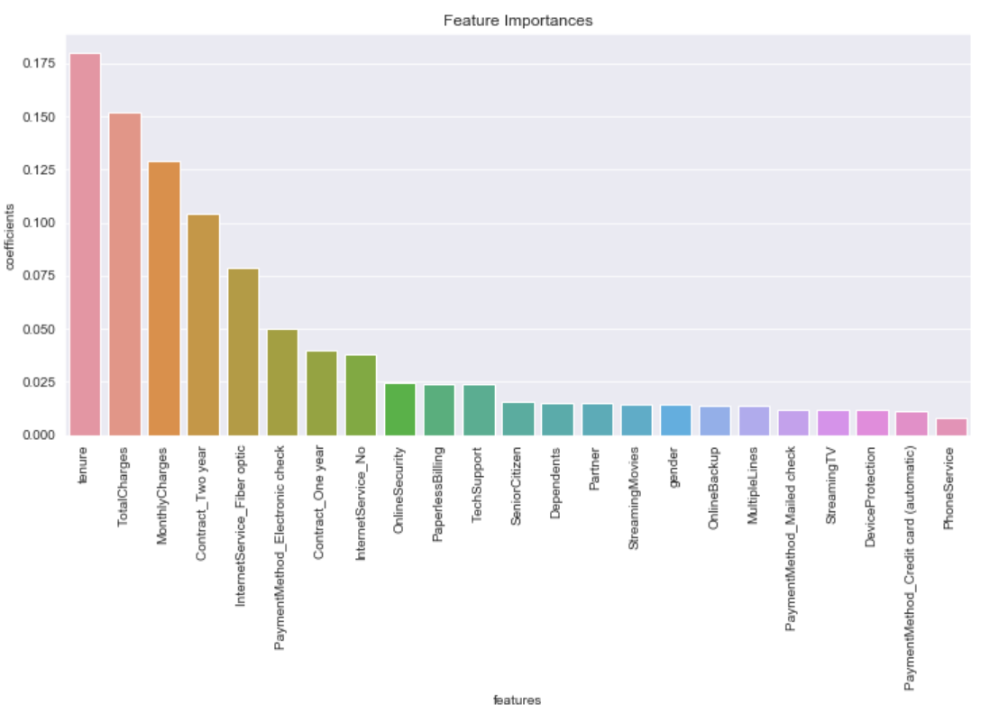 Feature Importances
coefficients
0.175
0.150
0.125
0.100
0.075
0.050
0.025
0.000
tenure
TotalCharges
MonthlyCharges
Contract_Two year
InternetService_Fiber optic
PaymentMethod_Electronic check
Contract_One year
InternetService_No
OnlineSecurity
PaperlessBilling
TechSupport
SeniorCitizen
Dependents
Partner
StreamingMovies
gender
OnlineBackup
MultipleLines
PaymentMethod_Mailed check
StreamingTV
DeviceProtection
PaymentMethod_Credit card (automatic)
PhoneService
features